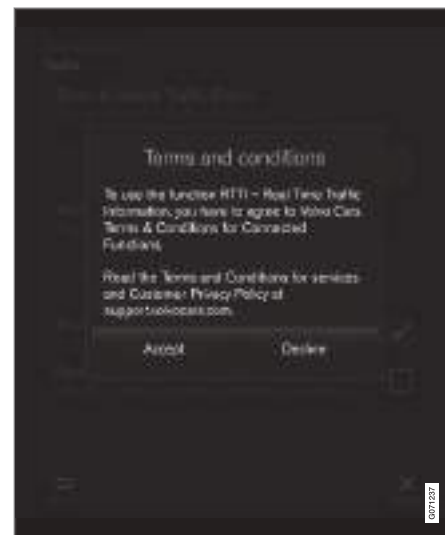 Terms and conditions
To use the function RTTI – Real Time Traffic
Information, you have to agree to Volvo Cars
Terms & Conditions for Connected
Functions.
Read the Terms and Conditions for services
and Customer Privacy Policy at
support.volvocars.com.
Accept
Decline
G071237